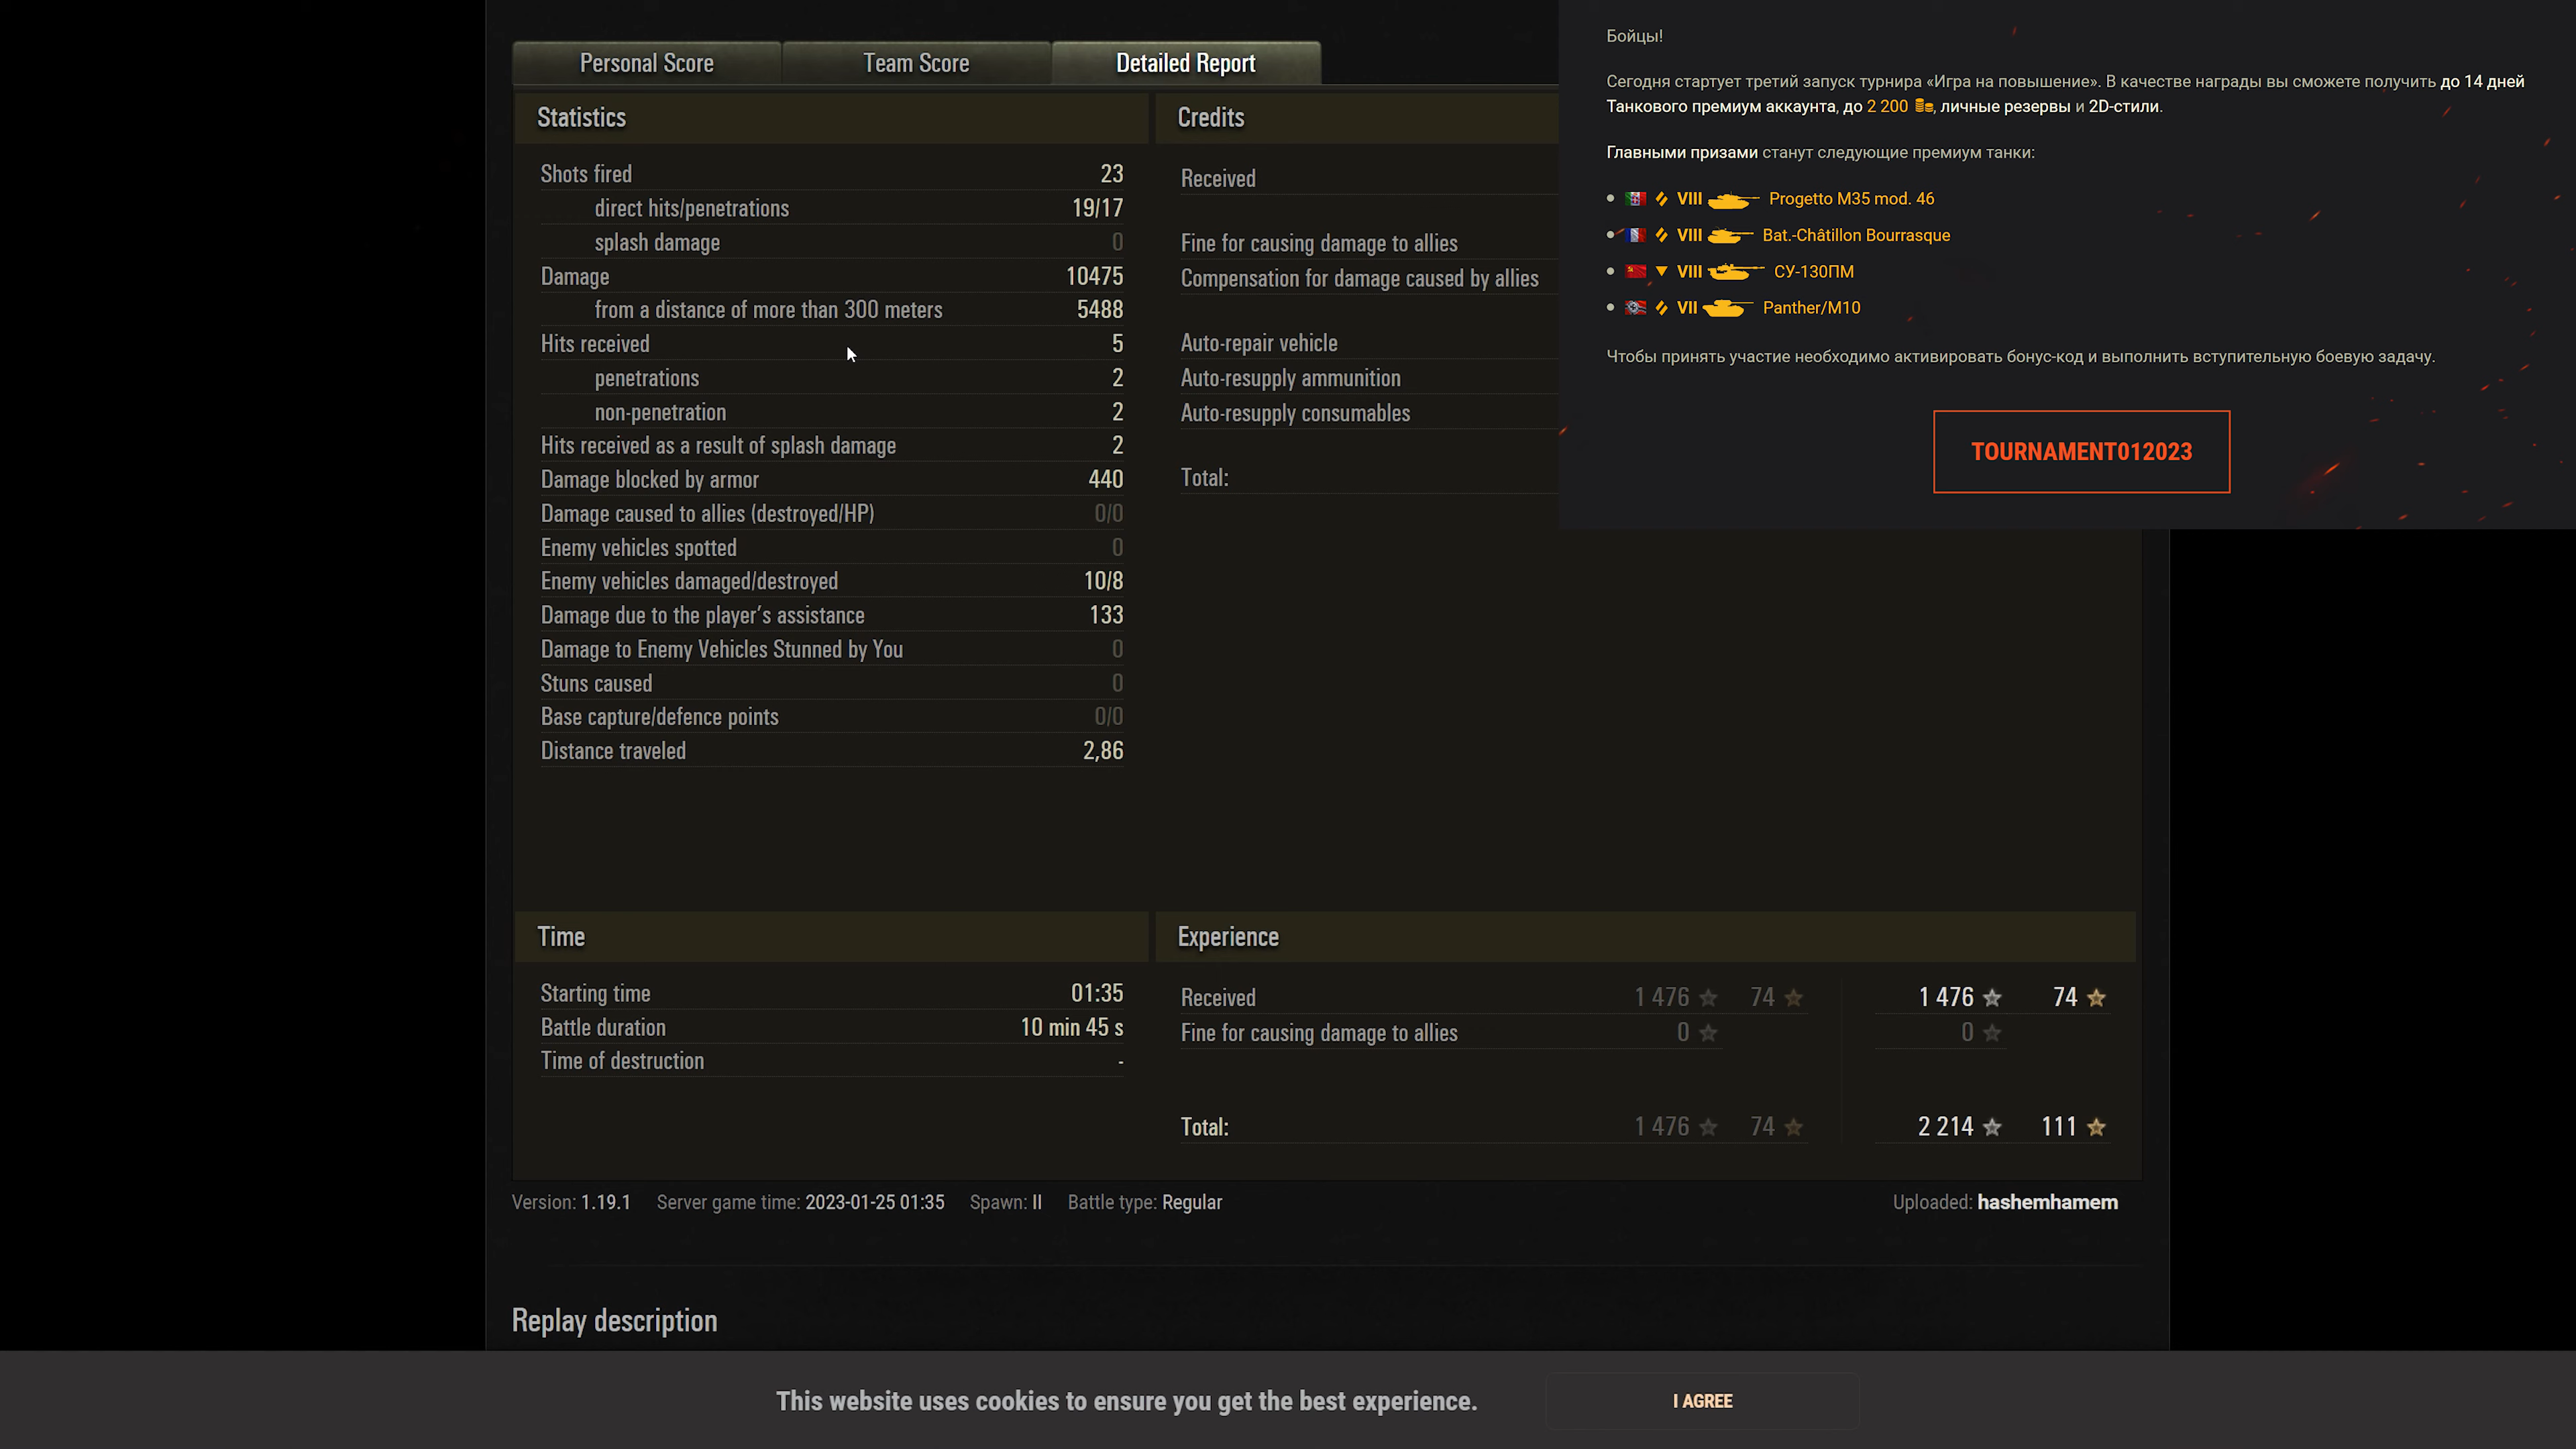 Personal Score
Team Score
Detailed Report
Statistics
Shots fired 23
direct hits/penetrations 19/17
splash damage 0
Damage 10475
from a distance of more than 300 meters 5488
Hits received 5
penetrations 2
non-penetration 2
Hits received as a result of splash damage 2
Damage blocked by armor 440
Damage caused to allies (destroyed/HP) 0/0
Enemy vehicles spotted 0
Enemy vehicles damaged/destroyed 10/8
Damage due to the player's assistance 133
Damage to Enemy Vehicles Stunned by You 0
Stuns caused 0
Base capture/defence points 0/0
Distance traveled 2,86
Credits
Received
Fine for causing damage to allies
Compensation for damage caused by allies
Auto-repair vehicle
Auto-resupply ammunition
Auto-resupply consumables
Total:
Бойцы!
Сегодня стартует третий запуск турнира «Игра на повышение». В качестве награды вы сможете получить до 14 дней
Танкового премиум аккаунта, до 2 200, личные резервы и 2D-стили.
Главными призами станут следующие премиум танки:
VIII Progetto M35 mod. 46
VIII Bat.-Châtillon Bourrasque
VIII СУ-130ПМ
VII Panther/M10
Чтобы принять участие необходимо активировать бонус-код и выполнить вступительную боевую задачу.
TOURNAMENT012023
Time
Starting time 01:35
Battle duration 10 min 45 s
Time of destruction -
Experience
Received 1 476 74 1 476 74
Fine for causing damage to allies 0 0
Total: 1 476 74 2 214 111
Version: 1.19.1 Server game time: 2023-01-25 01:35 Spawn: II Battle type: Regular
Uploaded: hashemhamem
Replay description
This website uses cookies to ensure you get the best experience.
I AGREE